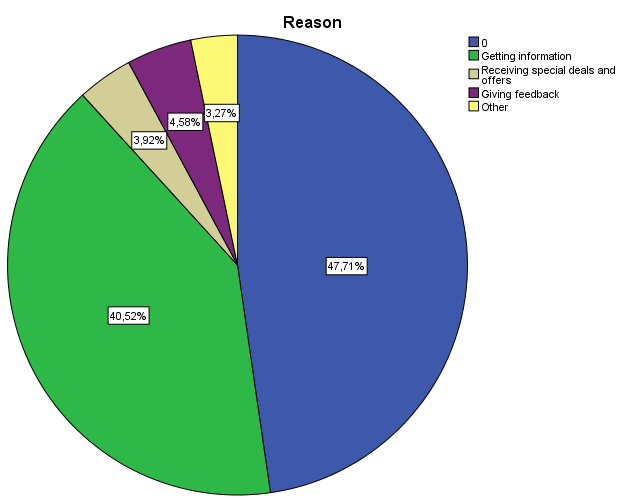 Reason
0
Getting information
Receiving special deals and
offers
Giving feedback
Other
3,27%
4,58%
3,92%
47,71%
40,52%